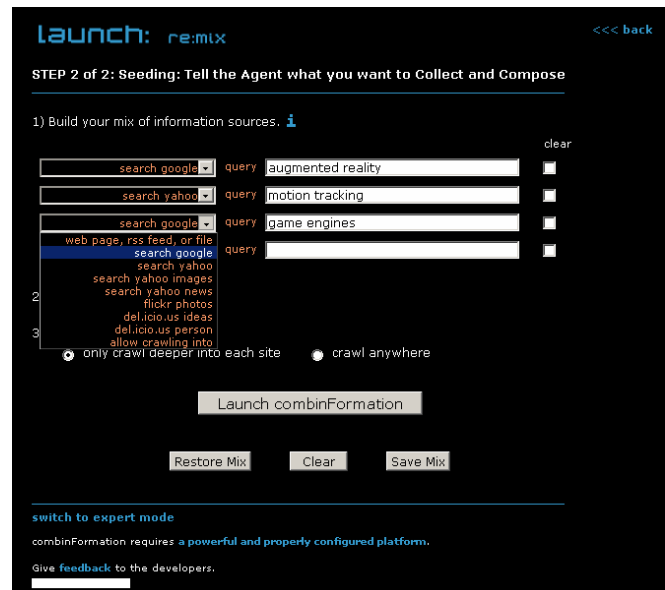 launch: re:mix
<<< back
STEP 2 of 2: Seeding: Tell the Agent what you want to Collect and Compose
1) Build your mix of information sources. i
clear
search google query augmented reality
search yahoo query motion tracking
search google query game engines
web page, rss feed, or file
search google query
search yahoo
search yahoo images
search yahoo news
2
flickr photos
del.icio.us ideas
del.icio.us person
3
allow crawling into
only crawl deeper into each site crawl anywhere
Launch combinFormation
Restore Mix Clear Save Mix
switch to expert mode
combinFormation requires a powerful and properly configured platform.
Give feedback to the developers.